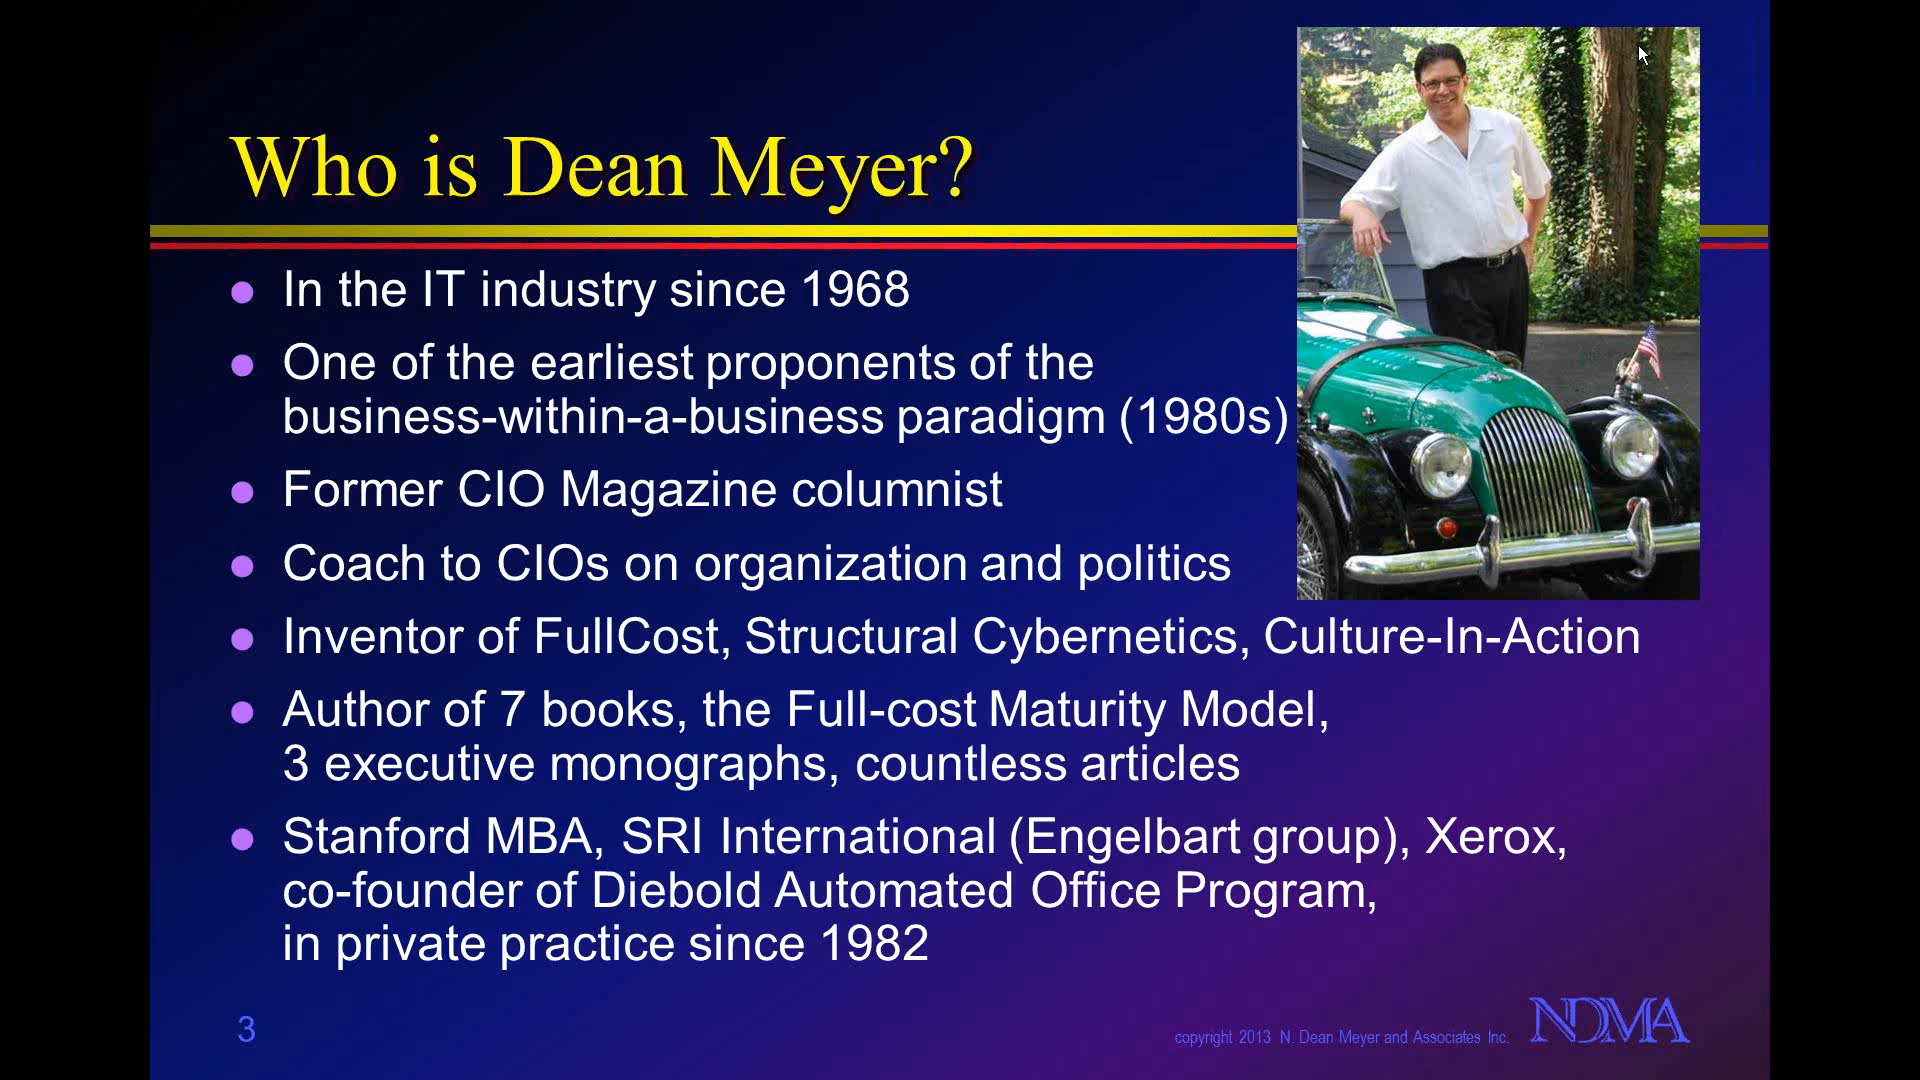 Who is Dean Meyer?
In the IT industry since 1968
One of the earliest proponents of the
business-within-a-business paradigm (1980s)
Former CIO Magazine columnist
Coach to CIOs on organization and politics
Inventor of FullCost, Structural Cybernetics, Culture-In-Action
Author of 7 books, the Full-cost Maturity Model,
3 executive monographs, countless articles
Stanford MBA, SRI International (Engelbart group), Xerox,
co-founder of Diebold Automated Office Program,
in private practice since 1982
3
copyright 2013 N. Dean Meyer and Associates Inc.
NDMA